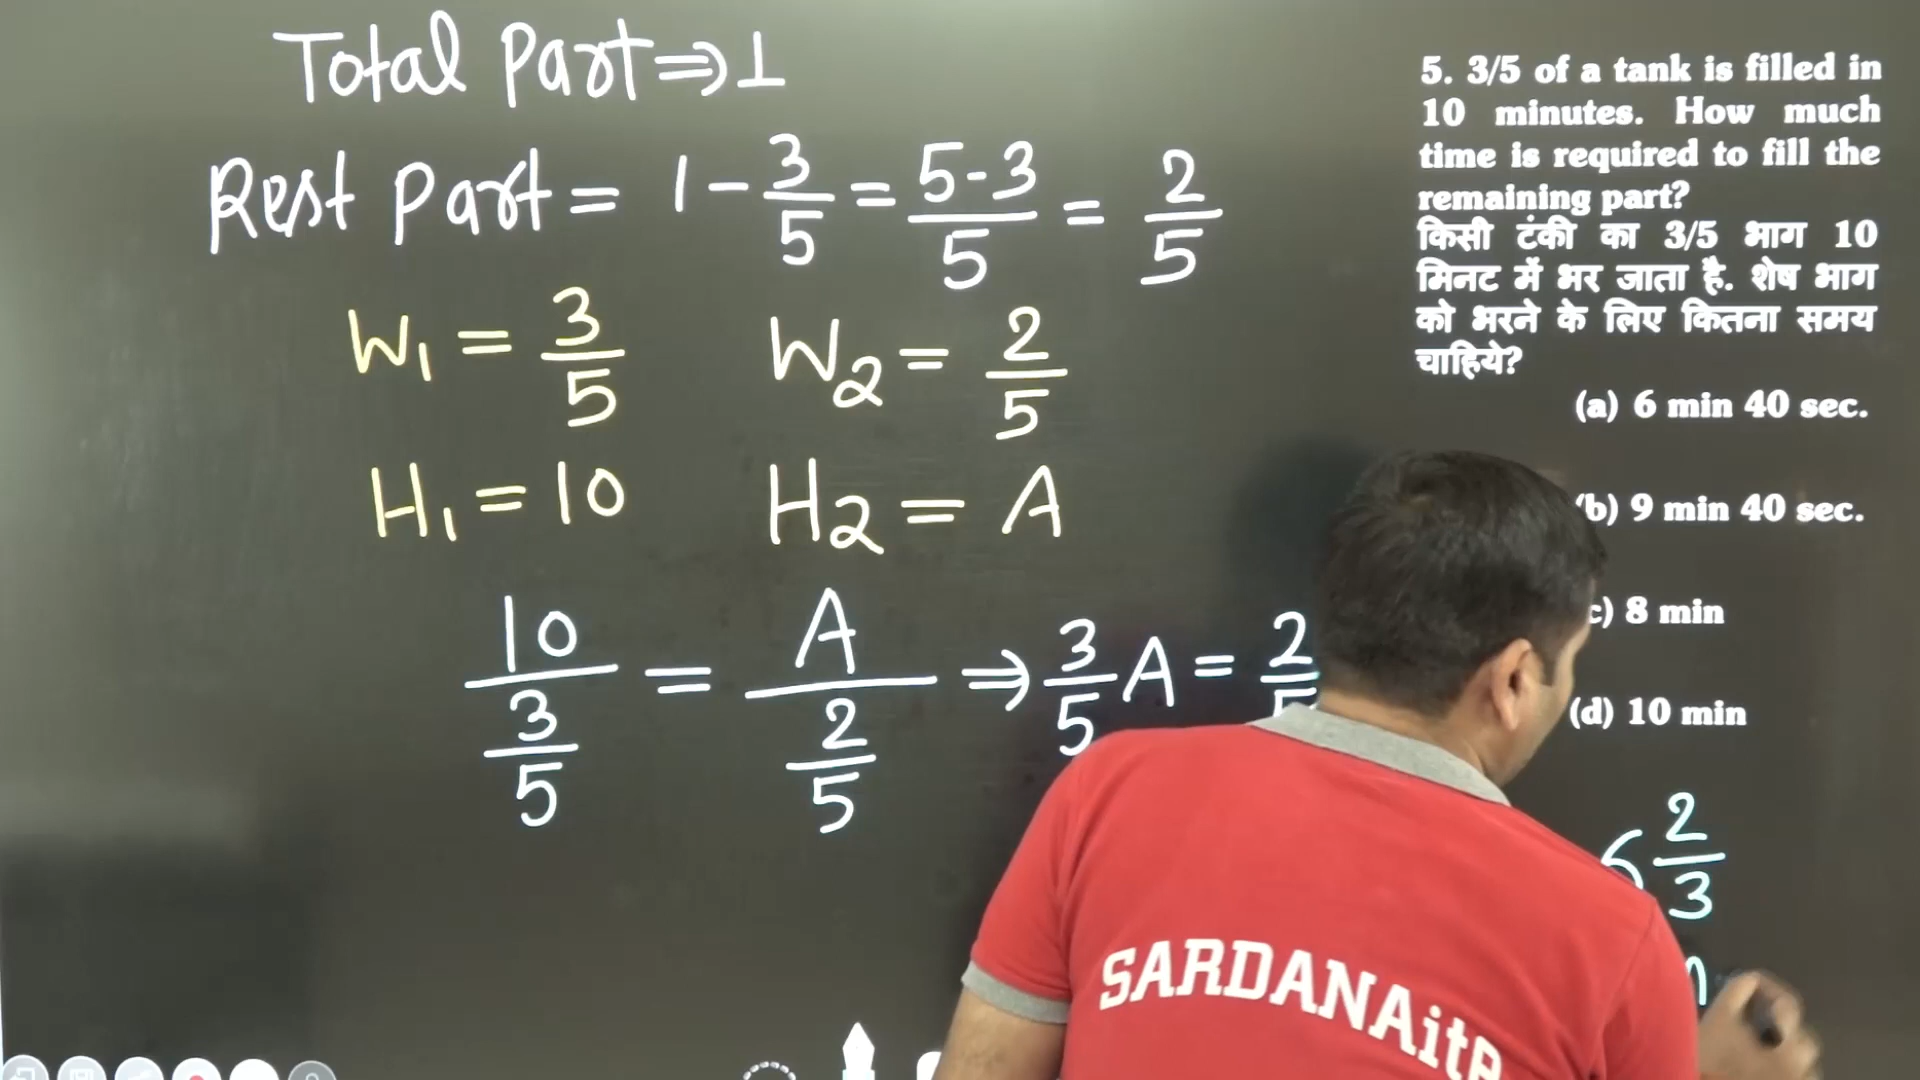 Total Part ⇒ 1
Rest Part = 1 - 3/5 = 5-3/5 = 2/5
W1 = 3/5 W2 = 2/5
H1 = 10 H2 = A
10/(3/5) = A/(2/5) ⇒ 3/5 A = 2/5
5. 3/5 of a tank is filled in
10 minutes. How much
time is required to fill the
remaining part?
किसी टंकी का 3/5 भाग 10
मिनट में भर जाता है. शेष भाग
को भरने के लिए कितना समय
चाहिये?
(a) 6 min 40 sec.
(b) 9 min 40 sec.
c) 8 min
(d) 10 min
6 2/3
SARDANAite